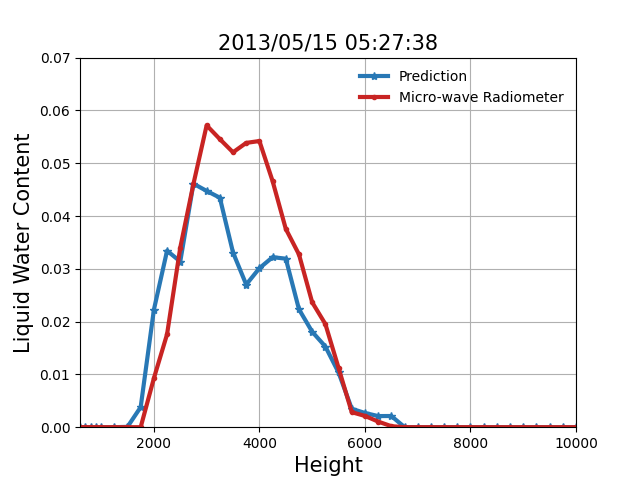 2013/05/15 05:27:38
Prediction
Micro-wave Radiometer
Liquid Water Content
0.07
0.06
0.05
0.04
0.03
0.02
0.01
0.00
2000 4000 6000 8000 10000
Height